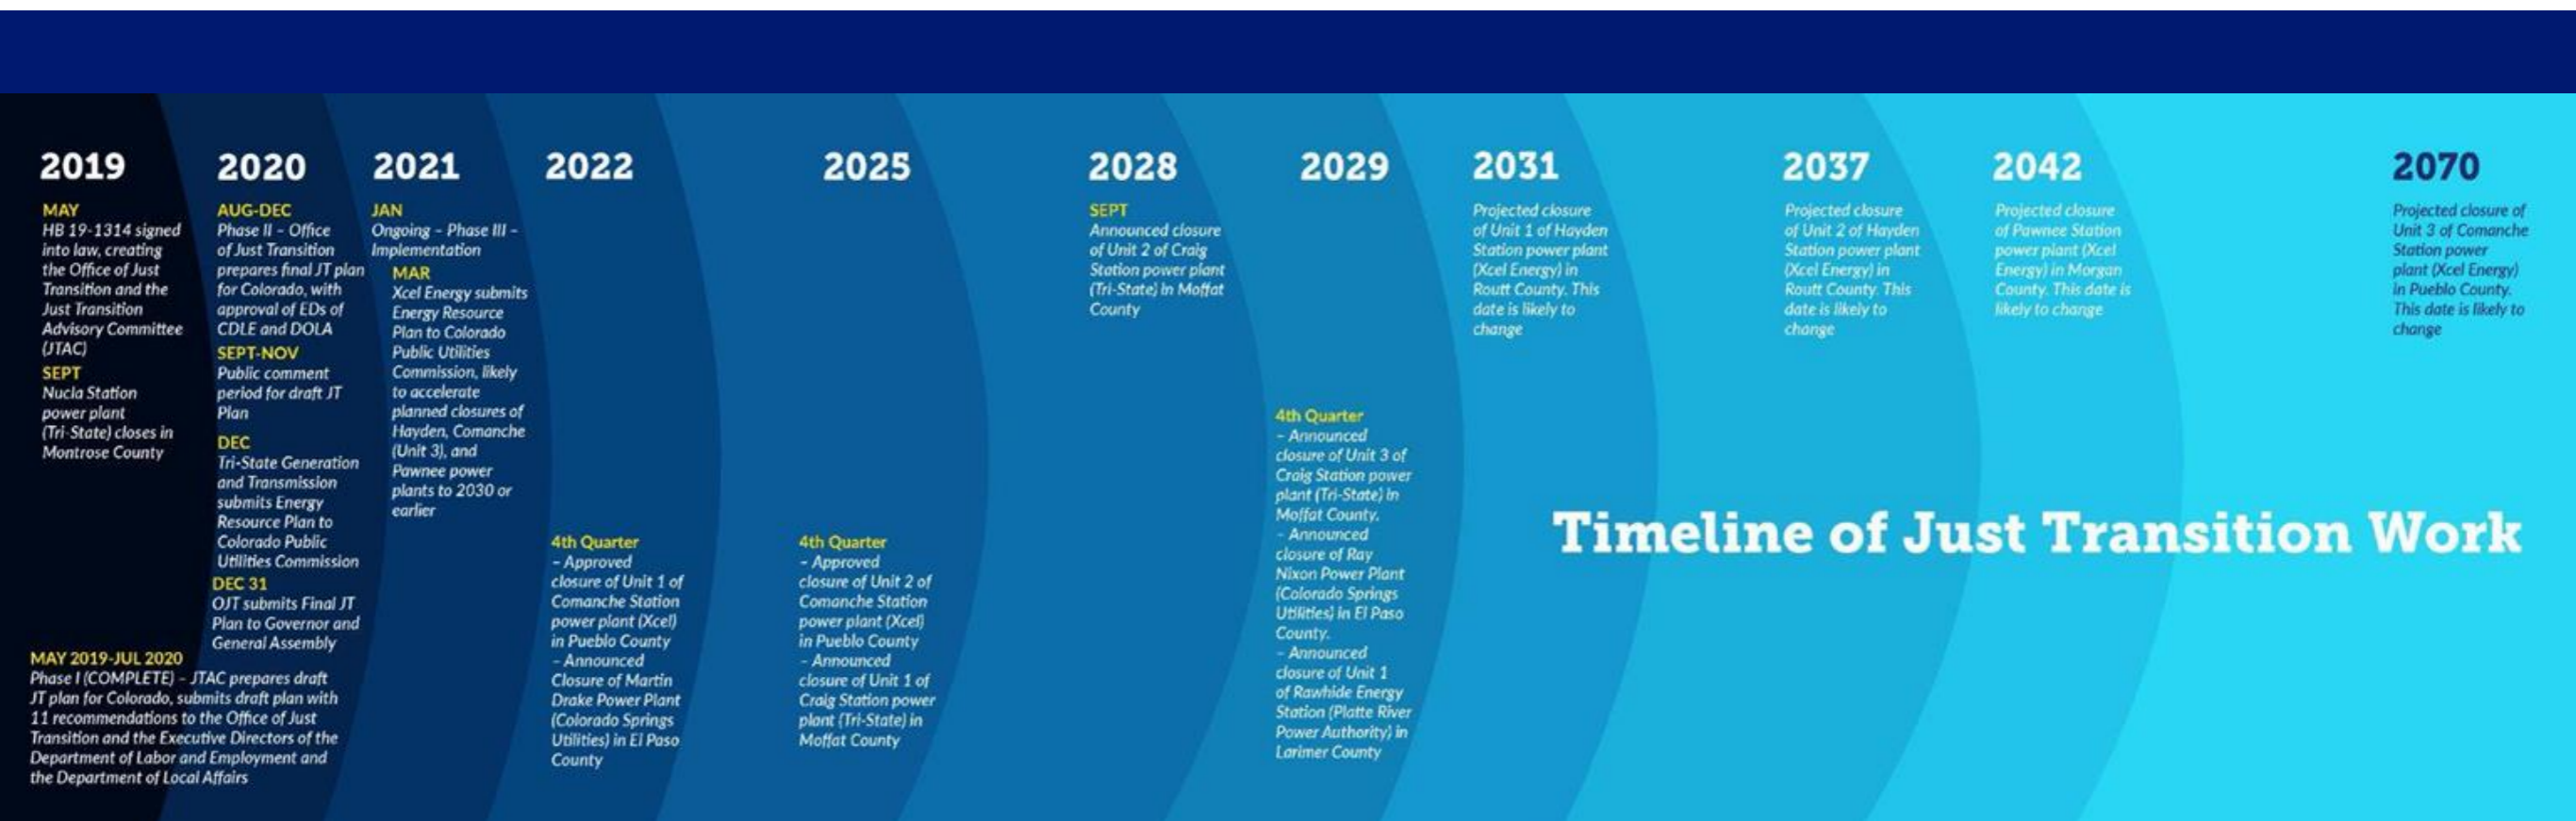 2019
MAY
HB 19-1314 signed
into law, creating
the Office of Just
Transition and the
Just Transition
Advisory Committee
(JTAC)
SEPT
Nucla Station
power plant
(Tri-State) closes in
Montrose County
MAY 2019-JUL 2020
Phase I (COMPLETE) – JTAC prepares draft
JT plan for Colorado, submits draft plan with
11 recommendations to the Office of Just
Transition and the Executive Directors of the
Department of Labor and Employment and
the Department of Local Affairs
2020
AUG-DEC
Phase II – Office
of Just Transition
prepares final JT plan
for Colorado, with
approval of EDs of
CDLE and DOLA
SEPT-NOV
Public comment
period for draft JT
Plan
DEC
Tri-State Generation
and Transmission
submits Energy
Resource Plan to
Colorado Public
Utilities Commission
DEC 31
OJT submits Final JT
Plan to Governor and
General Assembly
2021
JAN
Ongoing – Phase III –
Implementation
MAR
Xcel Energy submits
Energy Resource
Plan to Colorado
Public Utilities
Commission, likely
to accelerate
planned closures of
Hayden, Comanche
(Unit 3), and
Pawnee power
plants to 2030 or
earlier
2022
4th Quarter
– Approved
closure of Unit 1 of
Comanche Station
power plant (Xcel)
in Pueblo County
– Announced
Closure of Martin
Drake Power Plant
(Colorado Springs
Utilities) in El Paso
County
2025
4th Quarter
– Approved
closure of Unit 2 of
Comanche Station
power plant (Xcel)
in Pueblo County
– Announced
closure of Unit 1 of
Craig Station power
plant (Tri-State) in
Moffat County
2028
SEPT
Announced closure
of Unit 2 of Craig
Station power plant
(Tri-State) in Moffat
County
2029
4th Quarter
– Announced
closure of Unit 3 of
Craig Station power
plant (Tri-State) in
Moffat County.
– Announced
closure of Ray
Nixon Power Plant
(Colorado Springs
Utilities) in El Paso
County.
– Announced
closure of Unit 1
of Rawhide Energy
Station (Platte River
Power Authority) in
Larimer County
2031
Projected closure
of Unit 1 of Hayden
Station power plant
(Xcel Energy) in
Routt County. This
date is likely to
change
2037
Projected closure
of Unit 2 of Hayden
Station power plant
(Xcel Energy) in
Routt County. This
date is likely to
change
2042
Projected closure
of Pawnee Station
power plant (Xcel
Energy) in Morgan
County. This date is
likely to change
2070
Projected closure of
Unit 3 of Comanche
Station power
plant (Xcel Energy)
in Pueblo County.
This date is likely to
change
Timeline of Just Transition Work